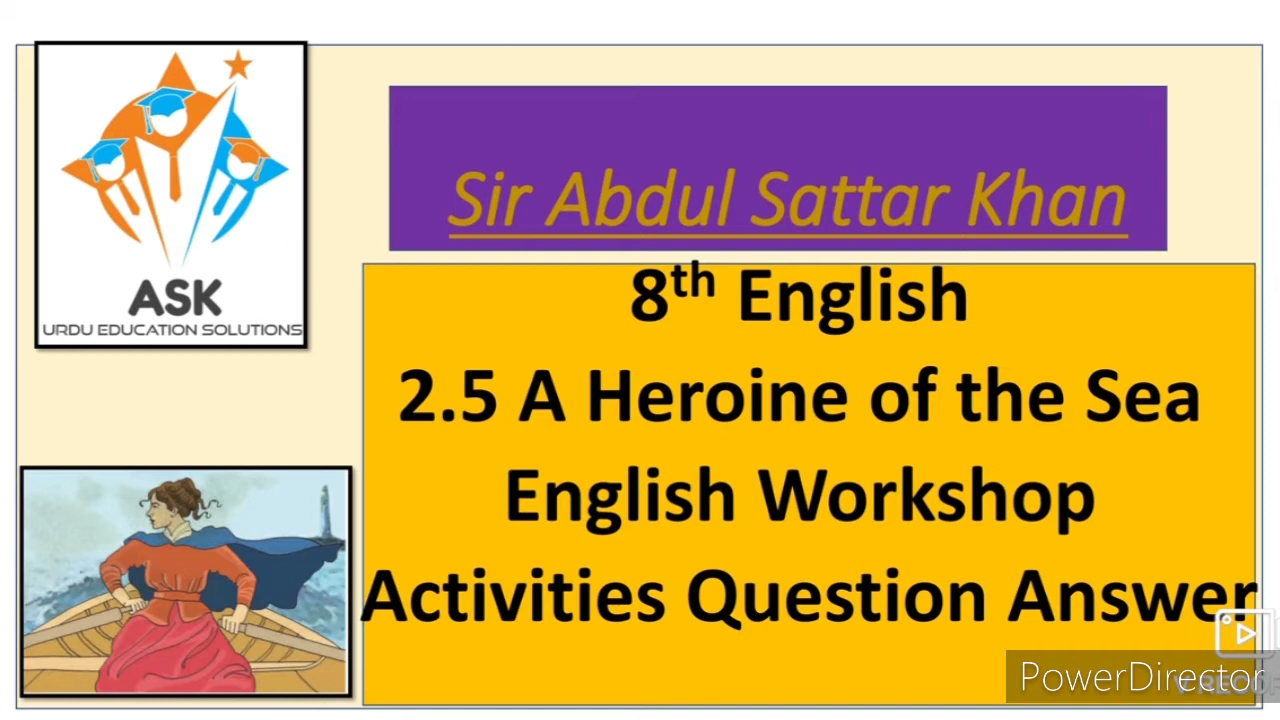 ASK
URDU EDUCATION SOLUTIONS
Sir Abdul Sattar Khan
8th English
2.5 A Heroine of the Sea
English Workshop
Activities Question Answer
PowerDirector